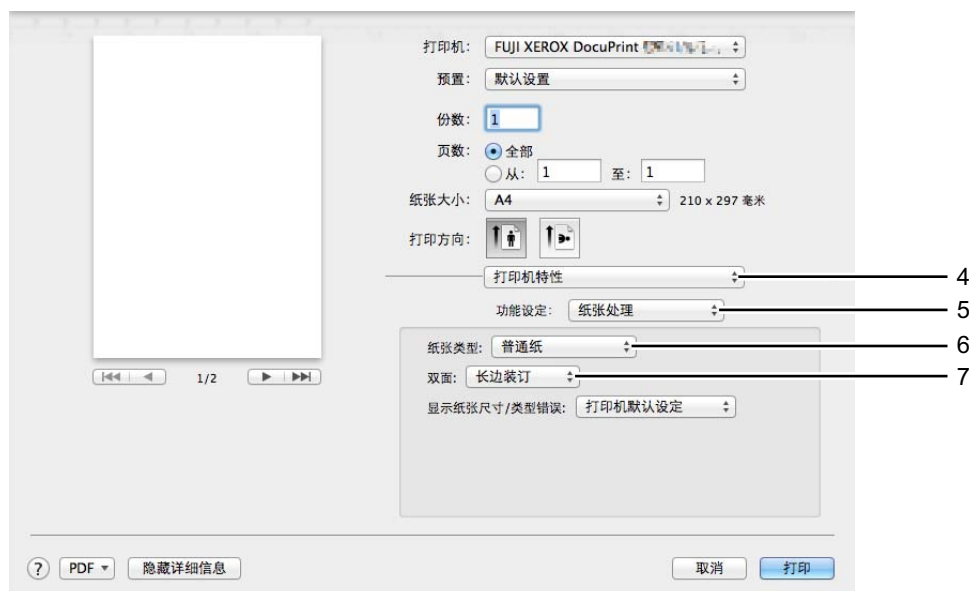 打印机: FUJI XEROX DocuPrint
预置: 默认设置
份数: 1
页数: 全部
从: 1 至: 1
纸张大小: A4 210 x 297 毫米
打印方向:
打印机特性 4
功能设定: 纸张处理 5
纸张类型: 普通纸 6
双面: 长边装订 7
显示纸张尺寸/类型错误: 打印机默认设定
1/2
? PDF 隐藏详细信息 取消 打印